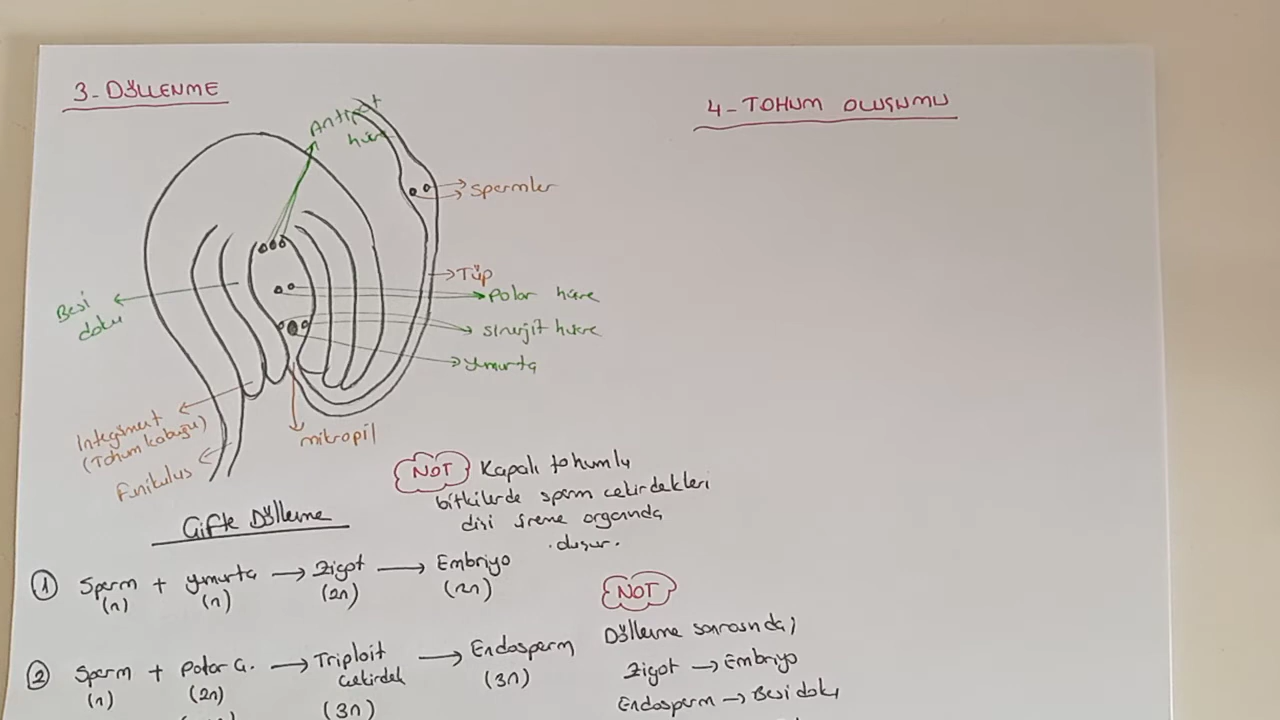 3- DÖLLENME
4- TOHUM OLUŞUMU
Antipot
hücre
Spermler
Tüp
Polar hücre
Sinerjit hücre
Yumurta
Besi
doku
İntegüment
(Tohum kabuğu)
Funikulus
mikropil
NOT Kapalı tohumlu
bitkilerde sperm çekirdekleri
dişi üreme organında
oluşur.
Çifte Döllenme
1 Sperm + yumurta → Zigot → Embriyo
(n) (n) (2n) (2n)
NOT
Döllenme sonrasında;
Zigot → Embriyo
Endosperm → Besi doku
2 Sperm + Polar Ç. → Triploit → Endosperm
çekirdek
(n) (2n) (3n) (3n)